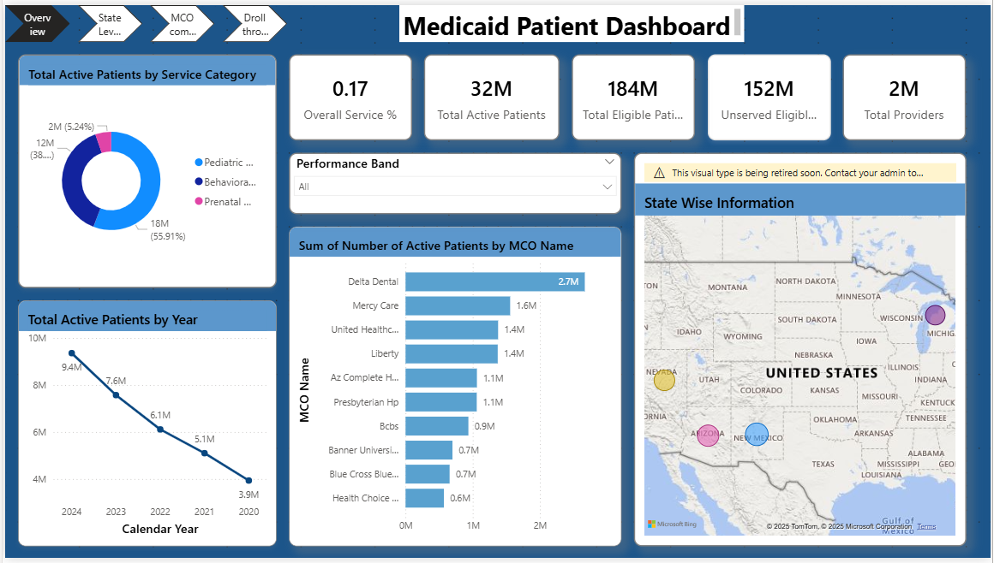 Overv
iew
State
Lev...
MCO
com...
Droll
thro...
Medicaid Patient Dashboard
Total Active Patients by Service Category
2M (5.24%)
12M
(38....)
18M
(55.91%)
Pediatric ...
Behaviora...
Prenatal ...
0.17
Overall Service %
32M
Total Active Patients
184M
Total Eligible Pati...
152M
Unserved Eligibl...
2M
Total Providers
Performance Band
All
Total Active Patients by Year
10M
8M
6M
4M
9.4M
7.6M
6.1M
5.1M
3.9M
2024
2023
2022
2021
2020
Calendar Year
Sum of Number of Active Patients by MCO Name
MCO Name
Delta Dental
2.7M
Mercy Care
1.6M
United Healthc...
1.4M
Liberty
1.4M
Az Complete H...
1.1M
Presbyterian Hp
1.1M
Bcbs
0.9M
Banner Universi...
0.7M
Blue Cross Blue...
0.7M
Health Choice ...
0.6M
0M
1M
2M
This visual type is being retired soon. Contact your admin to...
State Wise Information
TON
MONTANA
NORTH DAKOTA
MINNESOTA
SOUTH DAKOTA
WISCONSIN
MICHIG
IDAHO
WYOMING
IOWA
NEBRASKA
NEVADA
UTAH
UNITED STATES
ILLINOIS
INDIANA
COLORADO
KANSAS
MISSOURI
KENTUCK
ORNIA
OKLAHOMA
TENNESSEE
ARIZONA
NEW MEXICO
ARKANSAS
ALABAMA
TEXAS
MISSISSIPPI
GEO
LOUISIANA
Gulf of
Mexico
Microsoft Bing
© 2025 TomTom, © 2025 Microsoft Corporation
Terms